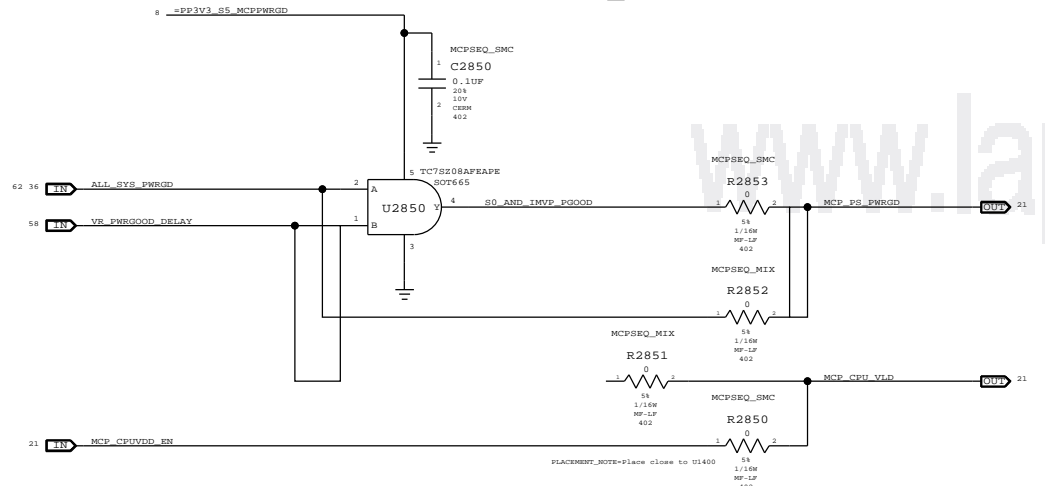 8 =PP3V3_S5_MCPPWRGD
MCPSEQ_SMC
1 C2850
0.1UF
20%
10V
2 CERM
402
www.la
MCPSEQ_SMC
5 TC7SZ08AFEAPE
SOT665
R2853
0
62 36 IN ALL_SYS_PWRGD 2 A
U2850 Y 4 S0_AND_IMVP_PGOOD 1 2 MCP_PS_PWRGD OUT 21
58 IN VR_PWRGOOD_DELAY 1 B
5%
1/16W
MF-LF
402
3
MCPSEQ_MIX
R2852
0
1 2
5%
1/16W
MF-LF
402
MCPSEQ_MIX
R2851
0
1 2 MCP_CPU_VLD OUT 21
5%
1/16W
MF-LF
402
MCPSEQ_SMC
R2850
0
21 IN MCP_CPUVDD_EN 1 2
PLACEMENT_NOTE=Place close to U1400
5%
1/16W
MF-LF